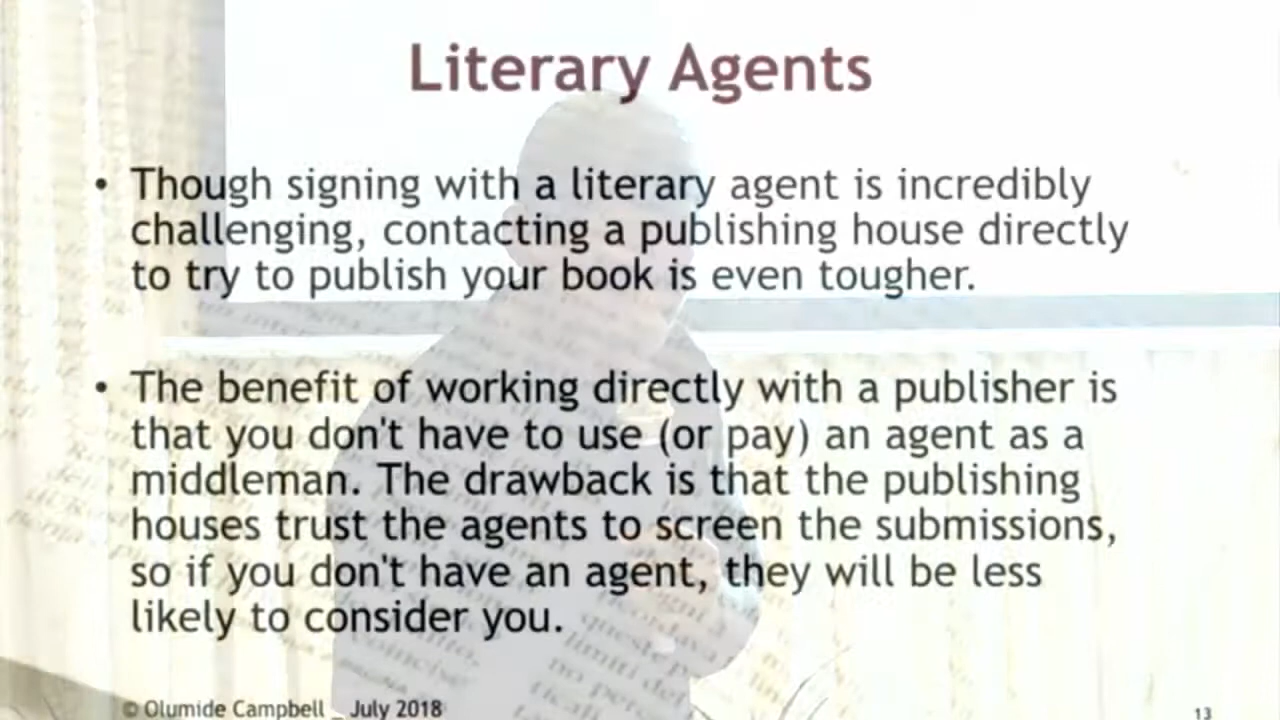 Literary Agents
• Though signing with a literary agent is incredibly
challenging, contacting a publishing house directly
to try to publish your book is even tougher.
• The benefit of working directly with a publisher is
that you don't have to use (or pay) an agent as a
middleman. The drawback is that the publishing
houses trust the agents to screen the submissions,
so if you don't have an agent, they will be less
likely to consider you.
© Olumide Campbell _ July 2018
13